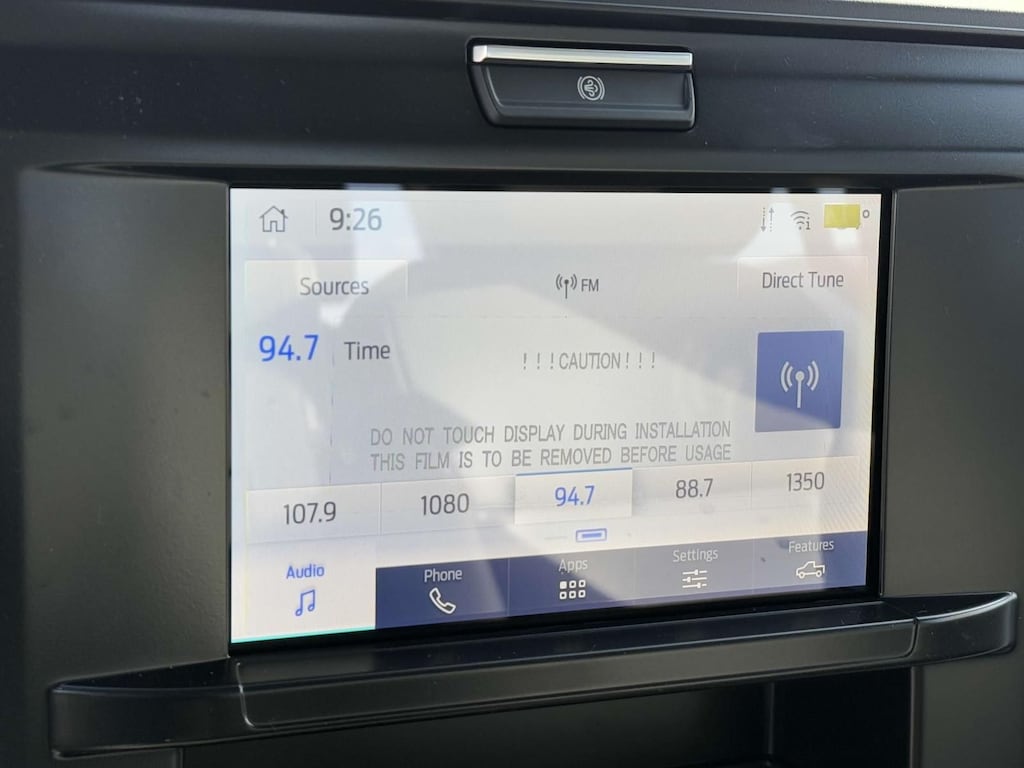 9:26
Sources
FM
Direct Tune
94.7
Time
! ! ! CAUTION ! ! !
DO NOT TOUCH DISPLAY DURING INSTALLATION
THIS FILM IS TO BE REMOVED BEFORE USAGE
107.9
1080
94.7
88.7
1350
Audio
Phone
Apps
Settings
Features